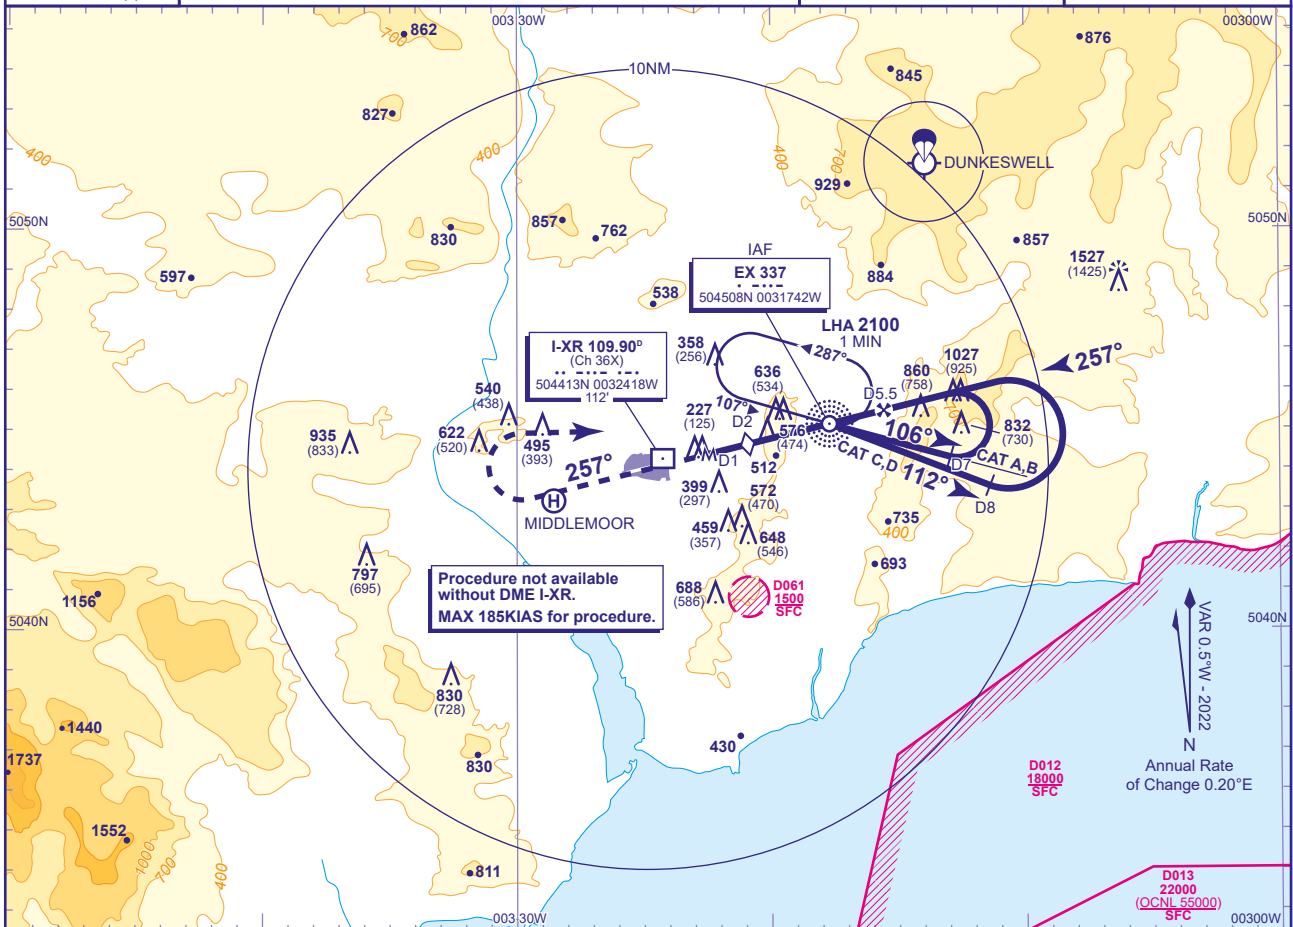 003 30W
00300W
862
700
876
10NM
845
827
400
400
400
700
DUNKESWELL
929
5050N
857
762
830
857
5050N
IAF
597
884
1527
(1425)
EX 337
504508N 0031742W
538
LHA 2100
1 MIN
I-XR 109.90D
(Ch 36X)
504413N 0032418W
112'
358
(256)
287°
257°
860
(758)
1027
(925)
636
(534)
540
(438)
D5.5
107°
227
(125)
D2
700
832
(730)
935
(833)
622
(520)
495
(393)
576
(474)
106°
257°
D1
CAT C,D 112°
D7
CAT A,B
512
399
(297)
572
(470)
D8
MIDDLEMOOR
H
459
(357)
735
400
648
(546)
797
(695)
693
Procedure not available
without DME I-XR.
MAX 185KIAS for procedure.
688
(586)
D061
1500
SFC
1156
5040N
5040N
VAR 0.5°W - 2022
830
(728)
1440
430
N
1737
830
Annual Rate
of Change 0.20°E
D012
18000
SFC
1552
1000
700
400
811
D013
22000
(OCNL 55000)
SFC
003 30W
00300W